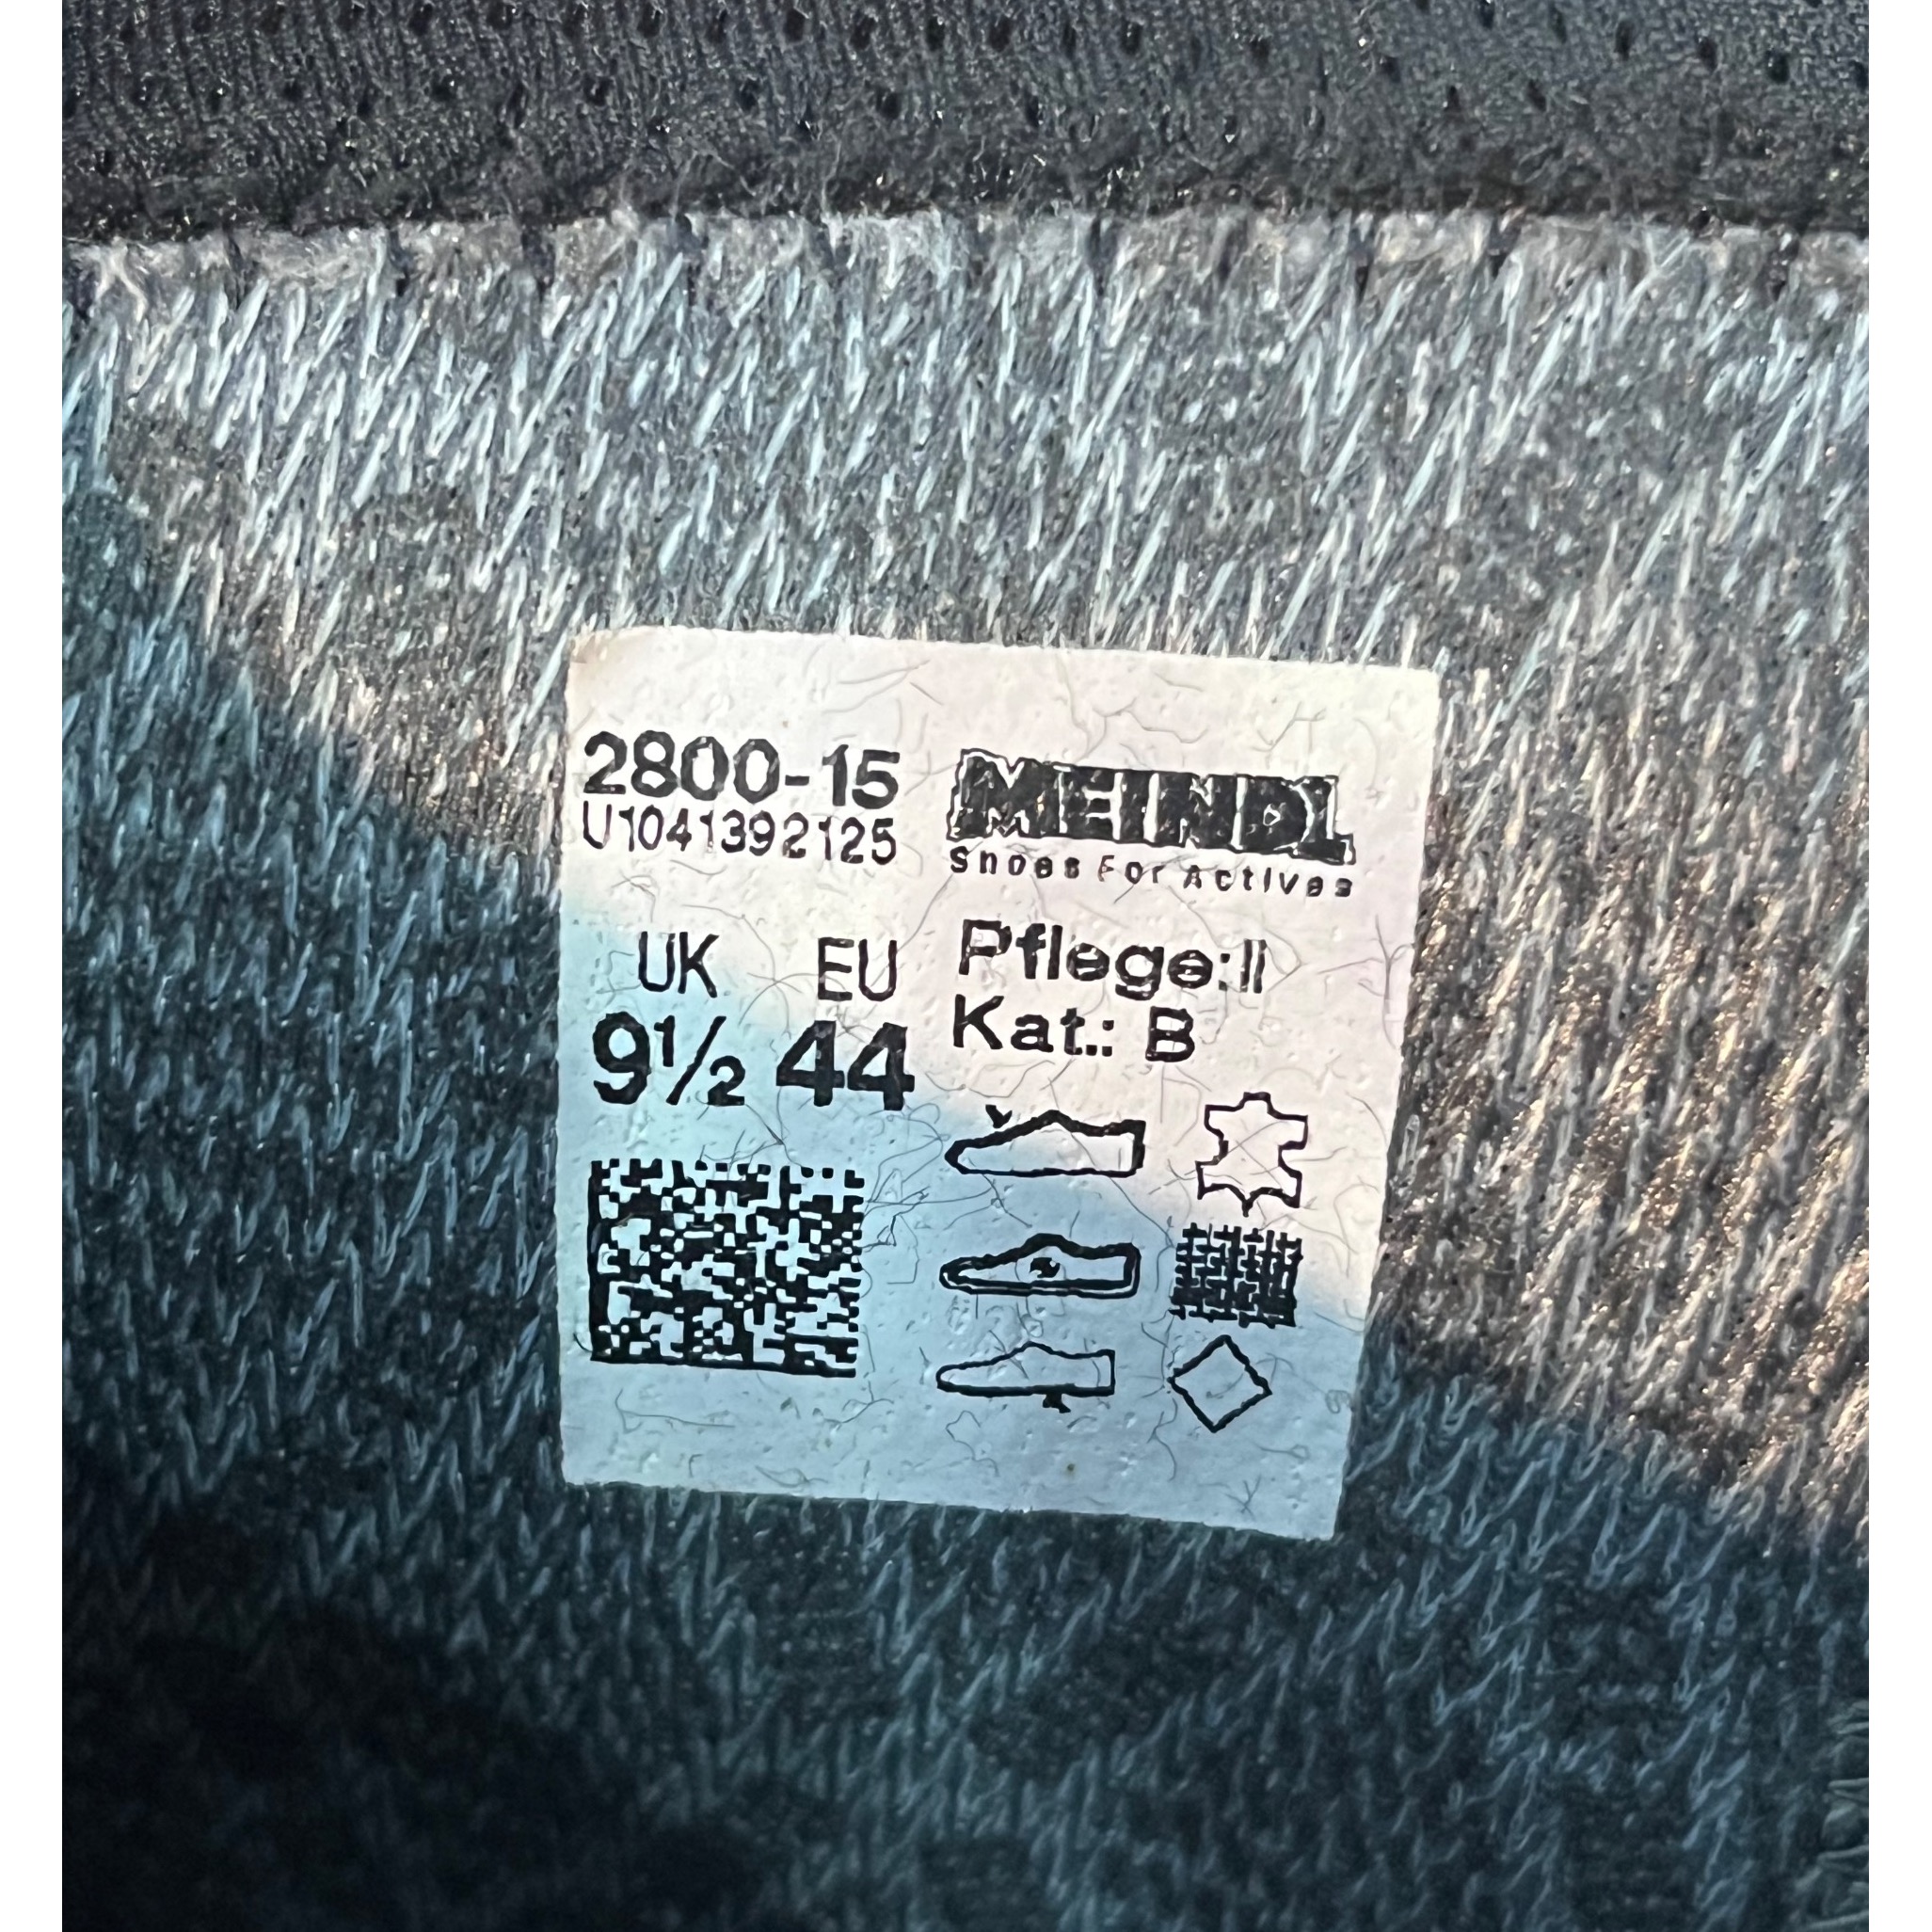 2800-15
U1041392125
MEINDL
Shoes For Actives
UK EU
9½ 44
Pflege: II
Kat.: B